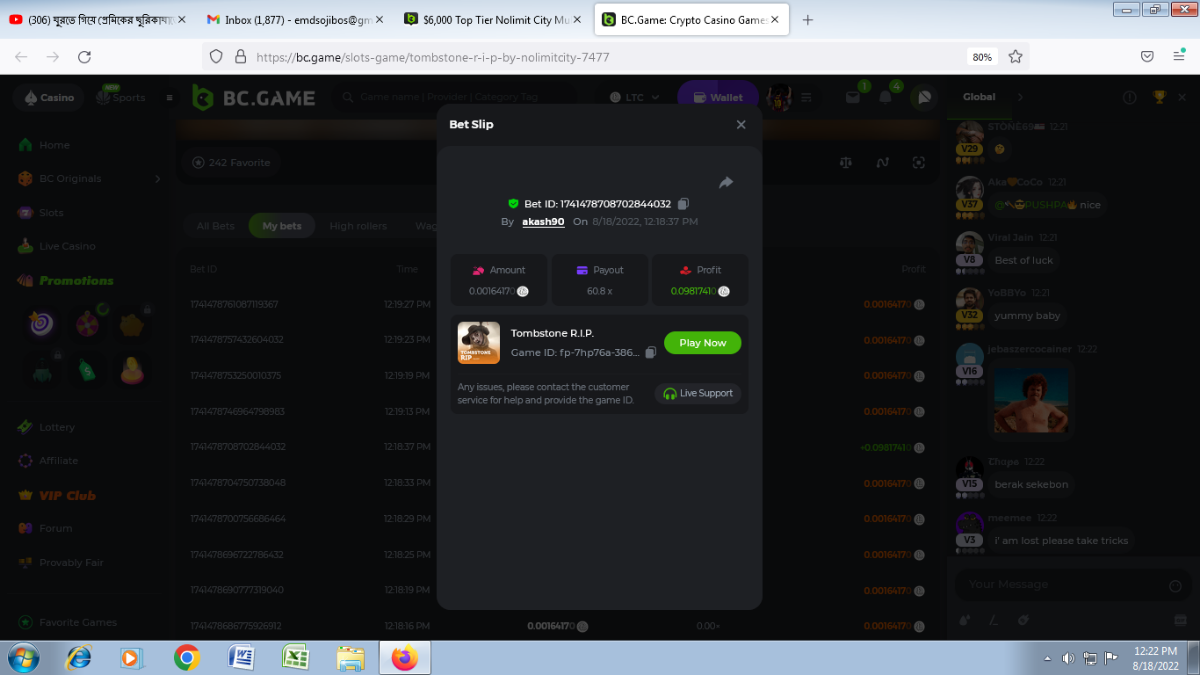 (306) ঘুরতে গিয়ে প্রেমিকের ছুরিকাঘা
Inbox (1,877) - emdsojibos@gm
$6,000 Top Tier Nolimit City Mu
BC.Game: Crypto Casino Games
https://bc.game/slots-game/tombstone-r-i-p-by-nolimitcity-7477
80%
Casino
NEW
Sports
BC.GAME
Game name | Provider | Category Tag
LTC
Wallet
1
4
Global
Home
BC Originals
Slots
Live Casino
Promotions
Lottery
Affiliate
VIP Club
Forum
Provably Fair
Favorite Games
242 Favorite
All Bets
My bets
High rollers
Wag
Bet ID
Time
Profit
1741478761087119367
12:19:27 PM
0.00164170
1741478757432604032
12:19:23 PM
0.00164170
1741478753250010375
12:19:19 PM
0.00164170
1741478746964798983
12:19:13 PM
0.00164170
1741478708702844032
12:18:37 PM
+0.09817410
1741478704750738048
12:18:33 PM
0.00164170
1741478700756686464
12:18:29 PM
0.00164170
1741478696722786432
12:18:25 PM
0.00164170
1741478690777319040
12:18:19 PM
0.00164170
1741478686775926912
12:18:16 PM
0.00164170
0.00×
0.00164170
Bet Slip
Bet ID: 1741478708702844032
By akash90 On 8/18/2022, 12:18:37 PM
Amount
0.00164170
Payout
60.8 x
Profit
0.09817410
TOMBSTONE
RIP
Tombstone R.I.P.
Game ID: fp-7hp76a-386...
Play Now
Any issues, please contact the customer
service for help and provide the game ID.
Live Support
STONE69 12:21
V29
Aka CoCo 12:21
V37
PUSHPA nice
Viral Jain 12:21
V8
Best of luck
YoBBYo 12:21
V32
yummy baby
jebaszercocainer 12:22
V16
Chopa 12:22
V15
berak sekebon
meemee 12:22
V3
i' am lost please take tricks
Your Message
12:22 PM
8/18/2022